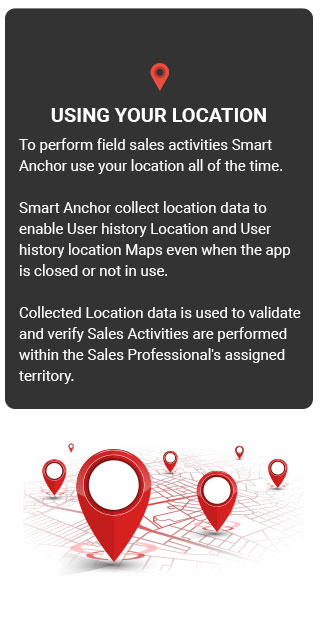 USING YOUR LOCATION
To perform field sales activities Smart
Anchor use your location all of the time.
Smart Anchor collect location data to
enable User history Location and User
history location Maps even when the app
is closed or not in use.
Collected Location data is used to validate
and verify Sales Activities are performed
within the Sales Professional's assigned
territory.